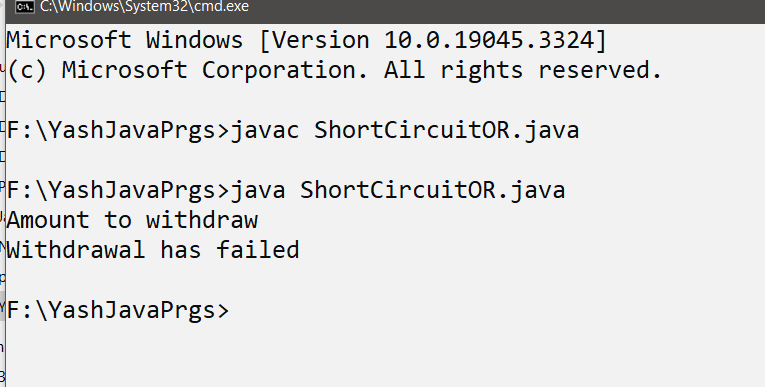 C:\Windows\System32\cmd.exe
Microsoft Windows [Version 10.0.19045.3324]
(c) Microsoft Corporation. All rights reserved.
F:\YashJavaPrgs>javac ShortCircuitOR.java
F:\YashJavaPrgs>java ShortCircuitOR.java
Amount to withdraw
Withdrawal has failed
F:\YashJavaPrgs>